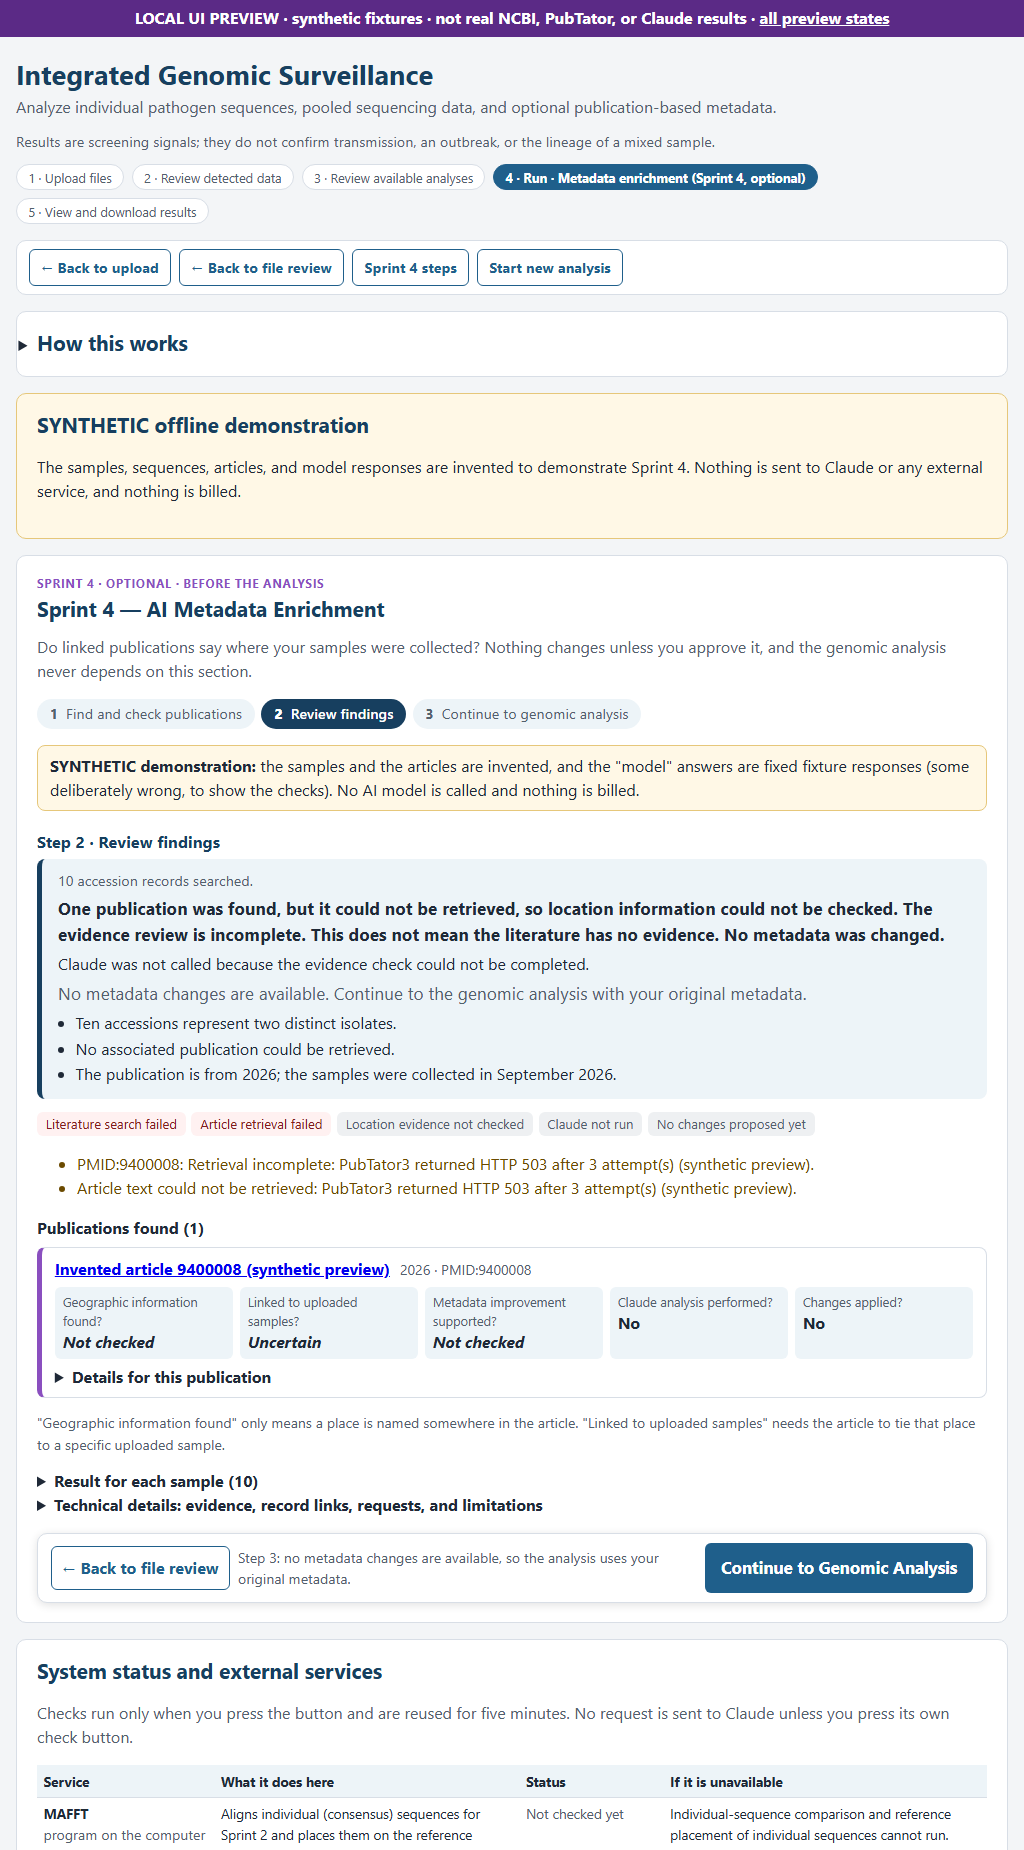 LOCAL UI PREVIEW · synthetic fixtures · not real NCBI, PubTator, or Claude results · all preview states
Integrated Genomic Surveillance
Analyze individual pathogen sequences, pooled sequencing data, and optional publication-based metadata.
Results are screening signals; they do not confirm transmission, an outbreak, or the lineage of a mixed sample.
1 · Upload files
2 · Review detected data
3 · Review available analyses
4 · Run · Metadata enrichment (Sprint 4, optional)
5 · View and download results
← Back to upload
← Back to file review
Sprint 4 steps
Start new analysis
▶ How this works
SYNTHETIC offline demonstration
The samples, sequences, articles, and model responses are invented to demonstrate Sprint 4. Nothing is sent to Claude or any external
service, and nothing is billed.
SPRINT 4 · OPTIONAL · BEFORE THE ANALYSIS
Sprint 4 — AI Metadata Enrichment
Do linked publications say where your samples were collected? Nothing changes unless you approve it, and the genomic analysis
never depends on this section.
1 Find and check publications
2 Review findings
3 Continue to genomic analysis
SYNTHETIC demonstration: the samples and the articles are invented, and the "model" answers are fixed fixture responses (some
deliberately wrong, to show the checks). No AI model is called and nothing is billed.
Step 2 · Review findings
10 accession records searched.
One publication was found, but it could not be retrieved, so location information could not be checked. The
evidence review is incomplete. This does not mean the literature has no evidence. No metadata was changed.
Claude was not called because the evidence check could not be completed.
No metadata changes are available. Continue to the genomic analysis with your original metadata.
• Ten accessions represent two distinct isolates.
• No associated publication could be retrieved.
• The publication is from 2026; the samples were collected in September 2026.
Literature search failed
Article retrieval failed
Location evidence not checked
Claude not run
No changes proposed yet
• PMID:9400008: Retrieval incomplete: PubTator3 returned HTTP 503 after 3 attempt(s) (synthetic preview).
• Article text could not be retrieved: PubTator3 returned HTTP 503 after 3 attempt(s) (synthetic preview).
Publications found (1)
Invented article 9400008 (synthetic preview) 2026 · PMID:9400008
Geographic information
found?
Not checked
Linked to uploaded
samples?
Uncertain
Metadata improvement
supported?
Not checked
Claude analysis performed?
No
Changes applied?
No
▶ Details for this publication
"Geographic information found" only means a place is named somewhere in the article. "Linked to uploaded samples" needs the article to tie that place
to a specific uploaded sample.
▶ Result for each sample (10)
▶ Technical details: evidence, record links, requests, and limitations
← Back to file review
Step 3: no metadata changes are available, so the analysis uses your
original metadata.
Continue to Genomic Analysis
System status and external services
Checks run only when you press the button and are reused for five minutes. No request is sent to Claude unless you press its own
check button.
Service
What it does here
Status
If it is unavailable
MAFFT
program on the computer
Aligns individual (consensus) sequences for
Sprint 2 and places them on the reference
Not checked yet
Individual-sequence comparison and reference
placement of individual sequences cannot run.